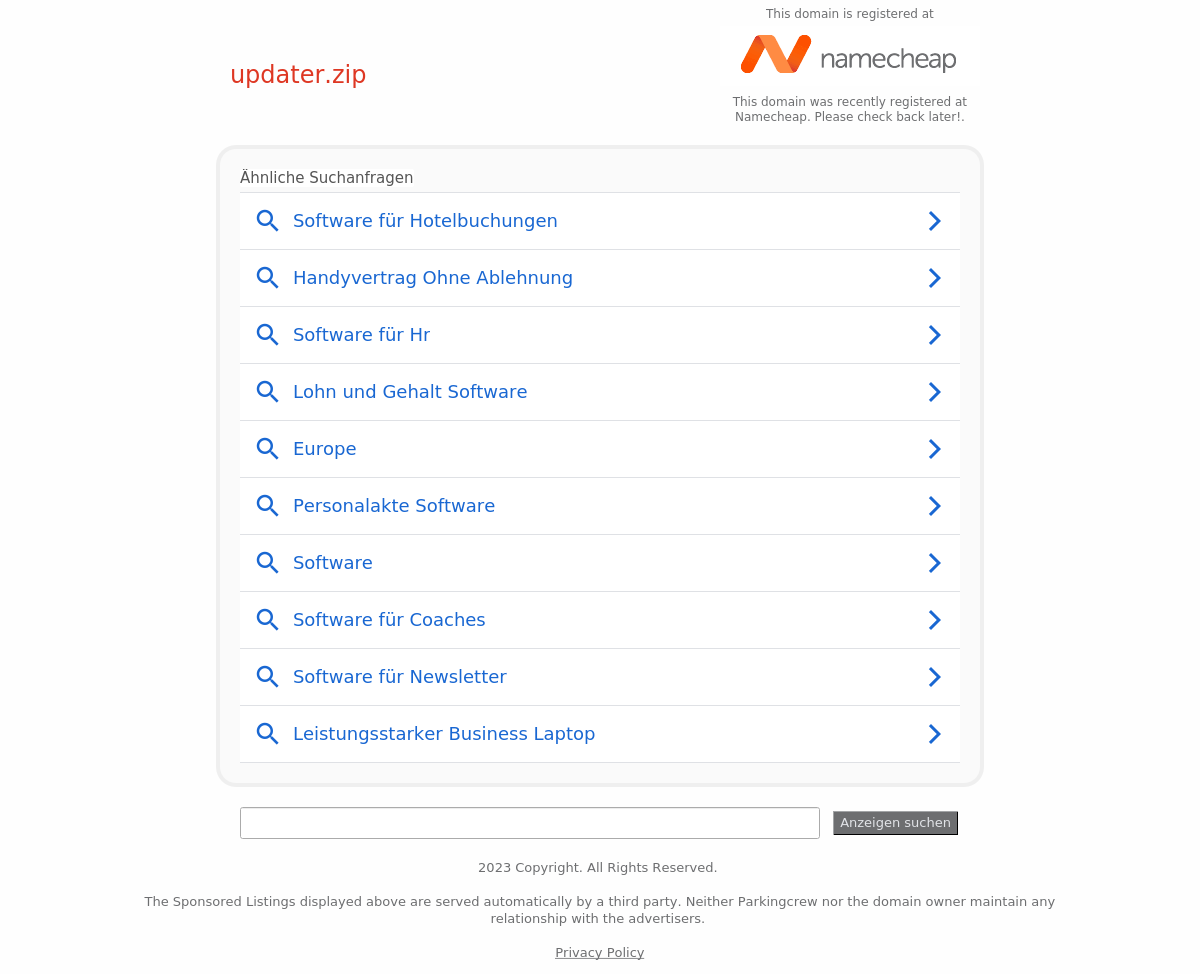 This domain is registered at
namecheap
updater.zip
This domain was recently registered at
Namecheap. Please check back later!.
Ähnliche Suchanfragen
Software für Hotelbuchungen
Handyvertrag Ohne Ablehnung
Software für Hr
Lohn und Gehalt Software
Europe
Personalakte Software
Software
Software für Coaches
Software für Newsletter
Leistungsstarker Business Laptop
Anzeigen suchen
2023 Copyright. All Rights Reserved.
The Sponsored Listings displayed above are served automatically by a third party. Neither Parkingcrew nor the domain owner maintain any
relationship with the advertisers.
Privacy Policy